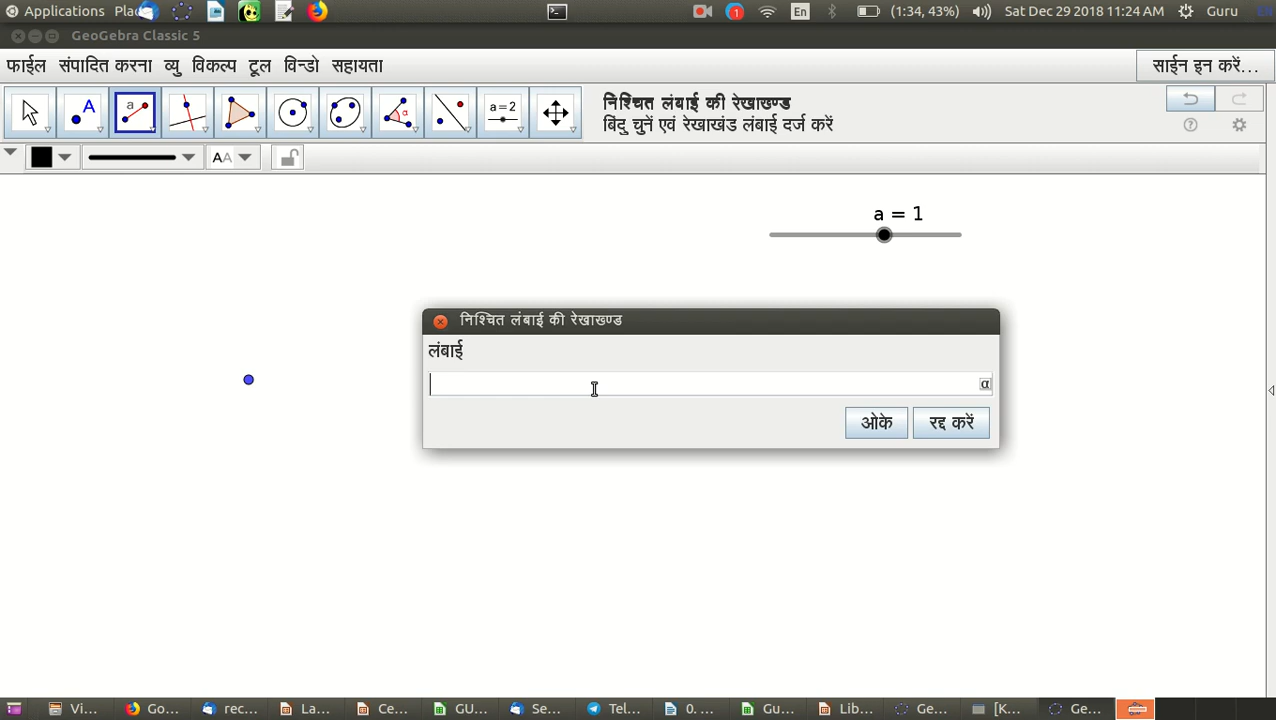 Applications Plac
En (1:34, 43%) Sat Dec 29 2018 11:24 AM Guru
GeoGebra Classic 5
फाईल संपादित करना व्यु विकल्प टूल विन्डो सहायता साईन इन करें...
A a α a = 2 निश्चित लंबाई की रेखाखण्ड
बिंदु चुनें एवं रेखाखंड लंबाई दर्ज करें
AA
a = 1
निश्चित लंबाई की रेखाखण्ड
लंबाई
α
ओके रद्द करें
Vi... Go... rec... La... Ce... GU... Se... Tel... 0. ... Gu... Lib... Ge... [K... Ge...